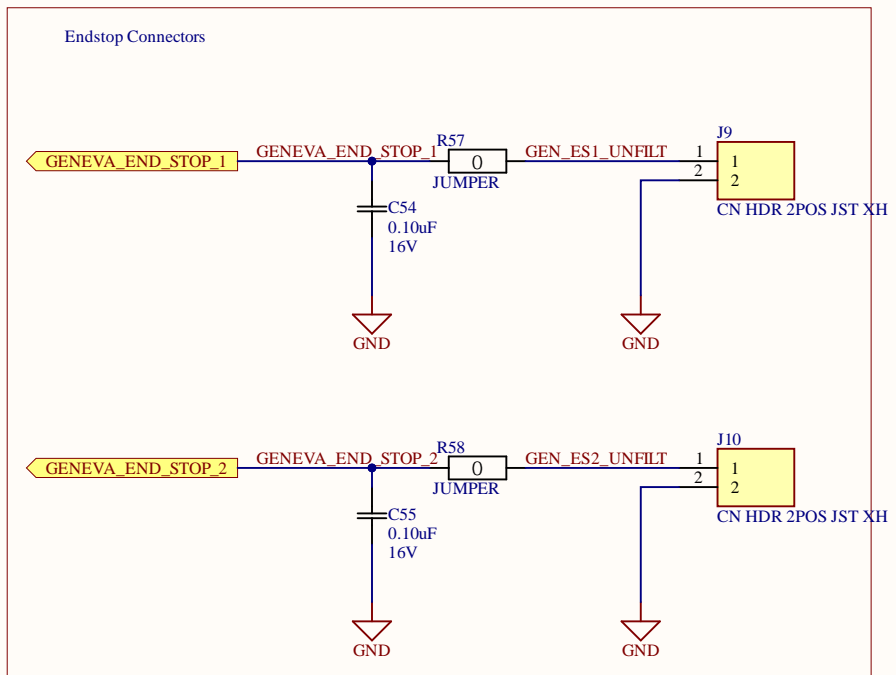 Endstop Connectors
GENEVA_END_STOP_1
GENEVA_END_STOP_1
R57
0
JUMPER
GEN_ES1_UNFILT
J9
1
2
1
2
CN HDR 2POS JST XH
C54
0.10uF
16V
GND
GND
GENEVA_END_STOP_2
GENEVA_END_STOP_2
R58
0
JUMPER
GEN_ES2_UNFILT
J10
1
2
1
2
CN HDR 2POS JST XH
C55
0.10uF
16V
GND
GND